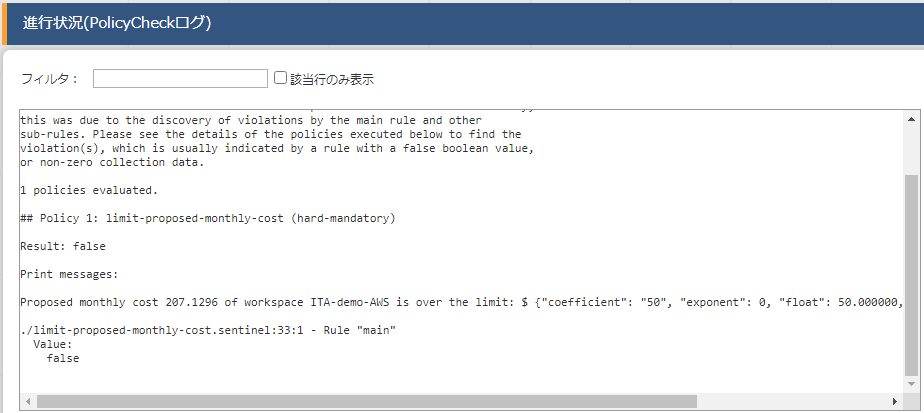 進行状況(PolicyCheckログ)
フィルタ：
該当行のみ表示
this was due to the discovery of violations by the main rule and other
sub-rules. Please see the details of the policies executed below to find the
violation(s), which is usually indicated by a rule with a false boolean value,
or non-zero collection data.
1 policies evaluated.
## Policy 1: limit-proposed-monthly-cost (hard-mandatory)
Result: false
Print messages:
Proposed monthly cost 207.1296 of workspace ITA-demo-AWS is over the limit: $ {"coefficient": "50", "exponent": 0, "float": 50.000000,
./limit-proposed-monthly-cost.sentinel:33:1 - Rule "main"
Value:
false